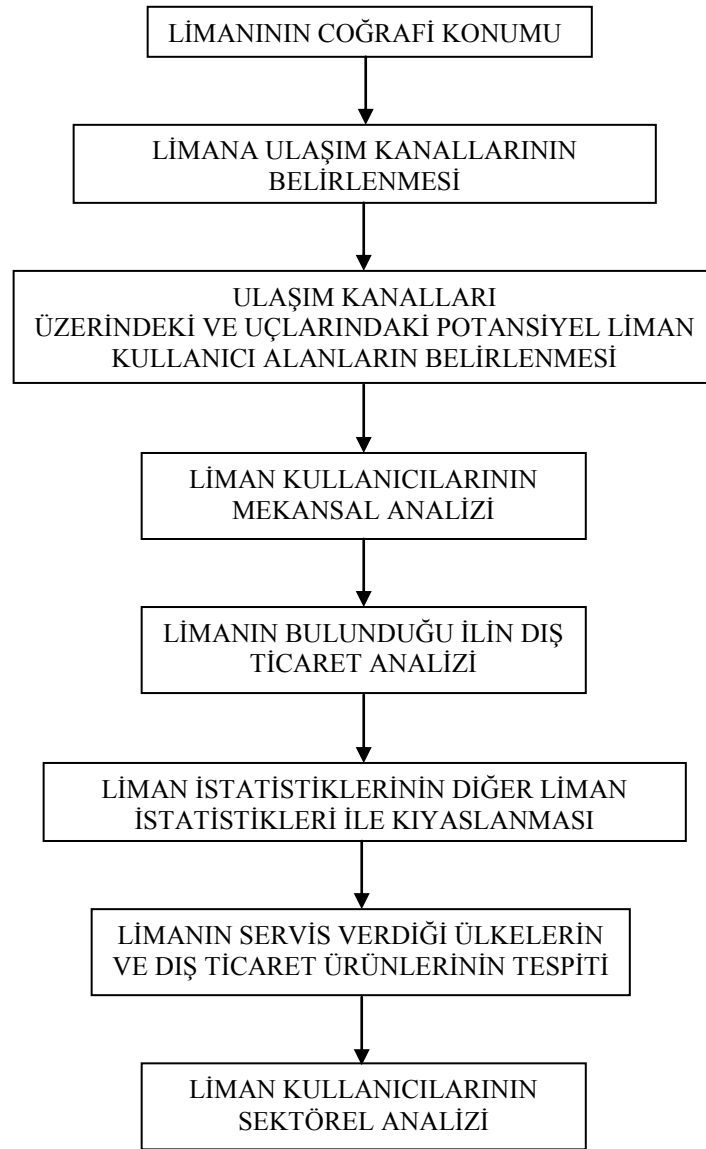 LİMANININ COĞRAFİ KONUMU
LİMANA ULAŞIM KANALLARININ
BELİRLENMESİ
ULAŞIM KANALLARI
ÜZERİNDEKİ VE UÇLARINDAKİ POTANSİYEL LİMAN
KULLANICI ALANLARIN BELİRLENMESİ
LİMAN KULLANICILARININ
MEKANSAL ANALİZİ
LİMANIN BULUNDUĞU İLİN DIŞ
TİCARET ANALİZİ
LİMAN İSTATİSTİKLERİNİN DİĞER LİMAN
İSTATİSTİKLERİ İLE KIYASLANMASI
LİMANIN SERVİS VERDİĞİ ÜLKELERİN
VE DIŞ TİCARET ÜRÜNLERİNİN TESPİTİ
LİMAN KULLANICILARININ
SEKTÖREL ANALİZİ